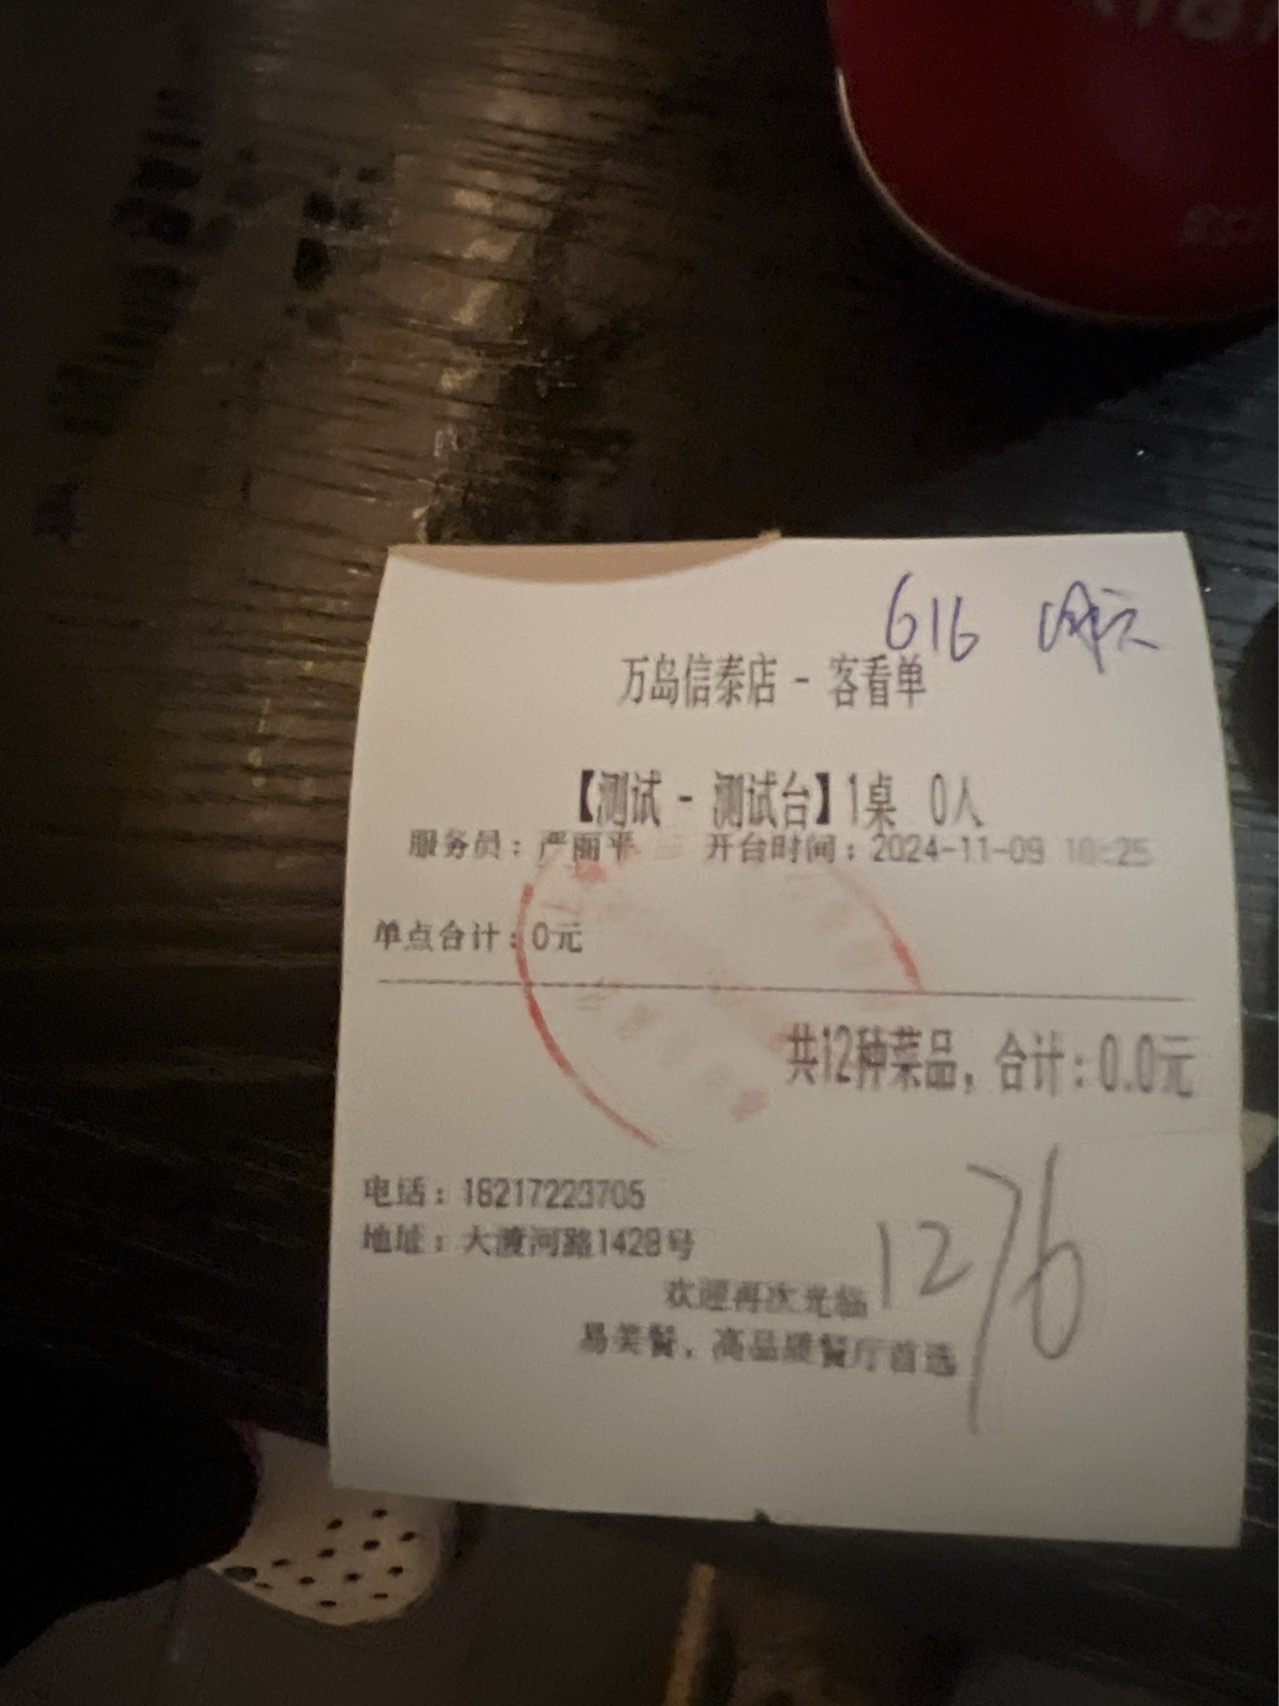 616
万岛信泰店 - 客看单
【测试 - 测试台】1桌 0人
服务员：严丽平 开台时间：2024-11-09 10:25
单点合计：0元
共12种菜品，合计：0.0元
电话：16217223705
地址：大渡河路1428号
欢迎再次光临
易美餐，高品质餐厅首选
1276